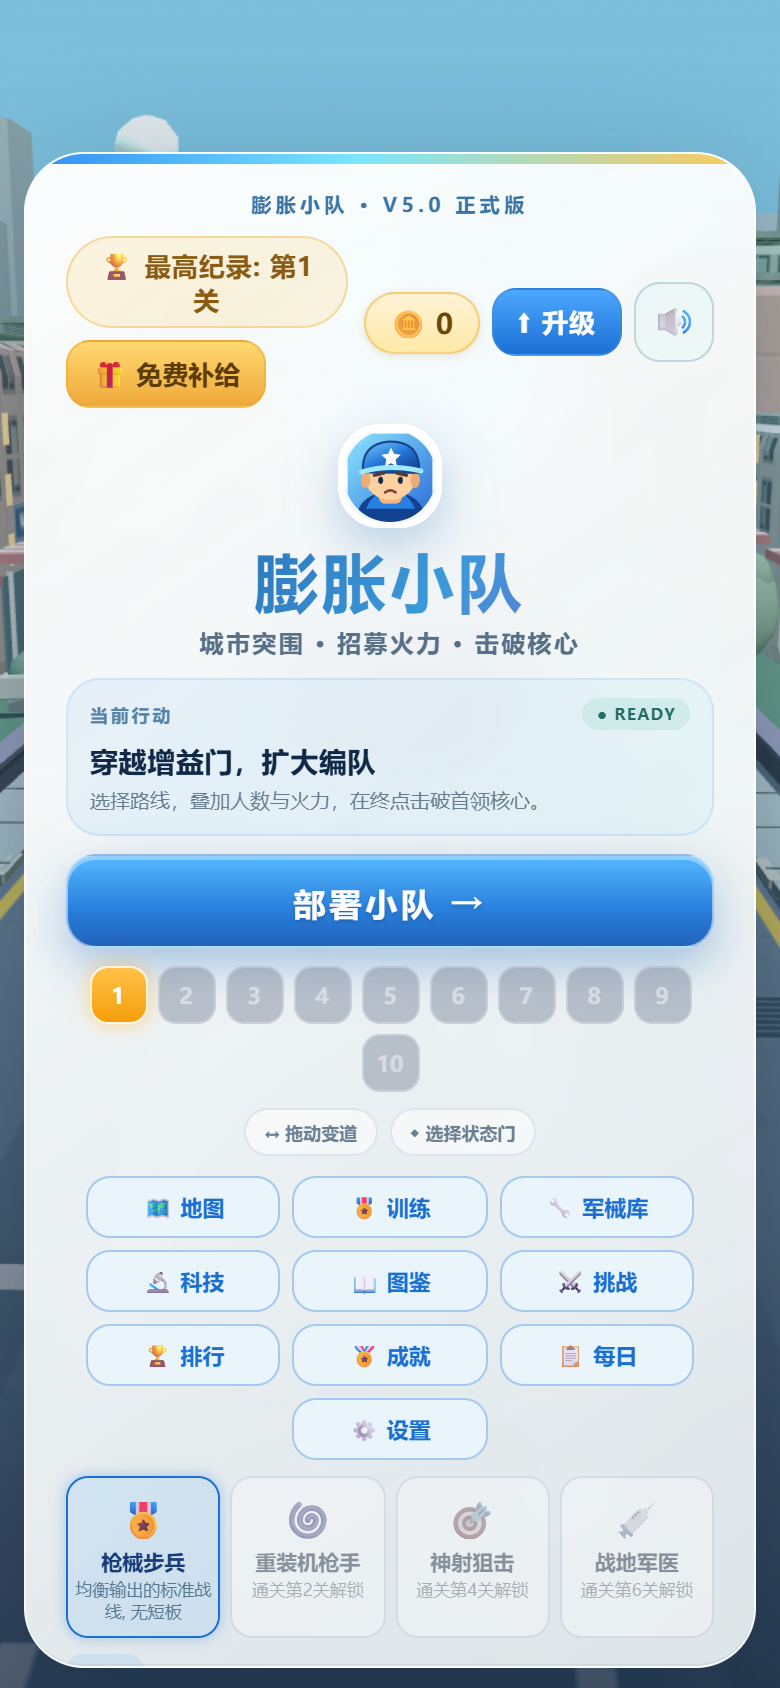 膨胀小队 • V5.0 正式版
最高纪录: 第1
关
0
升级
免费补给
膨胀小队
城市突围 • 招募火力 • 击破核心
当前行动
READY
穿越增益门，扩大编队
选择路线，叠加人数与火力，在终点击破首领核心。
部署小队 →
1 2 3 4 5 6 7 8 9
10
↔ 拖动变道
◆ 选择状态门
地图 训练 军械库
科技 图鉴 挑战
排行 成就 每日
设置
枪械步兵
均衡输出的标准战
线, 无短板
重装机枪手
通关第2关解锁
神射狙击
通关第4关解锁
战地军医
通关第6关解锁